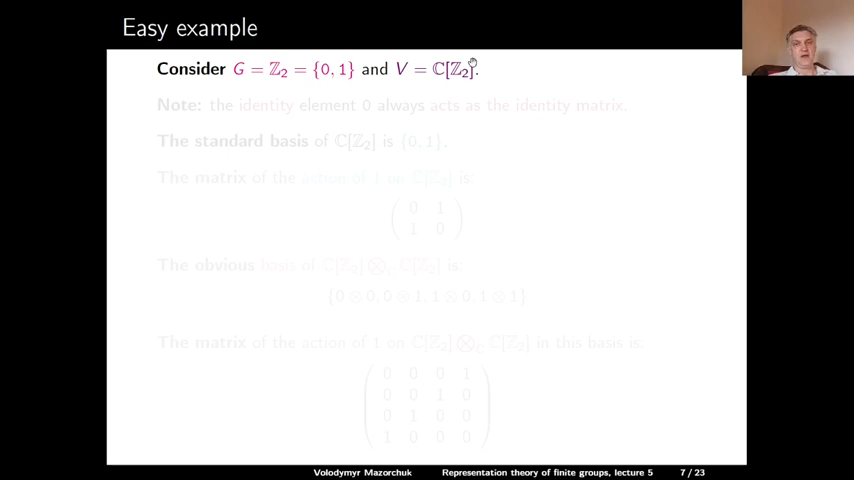 Easy example
Consider G = ℤ₂ = {0, 1} and V = ℂ[ℤ₂].
Note: the identity element 0 always acts as the identity matrix.
The standard basis of ℂ[ℤ₂] is {0, 1}.
The matrix of the action of 1 on ℂ[ℤ₂] is:
0 1
1 0
The obvious basis of ℂ[ℤ₂] ⊗_ℂ ℂ[ℤ₂] is:
{0 ⊗ 0, 0 ⊗ 1, 1 ⊗ 0, 1 ⊗ 1}
The matrix of the action of 1 on ℂ[ℤ₂] ⊗_ℂ ℂ[ℤ₂] in this basis is:
0 0 0 1
0 0 1 0
0 1 0 0
1 0 0 0
Volodymyr Mazorchuk Representation theory of finite groups, lecture 5 7 / 23